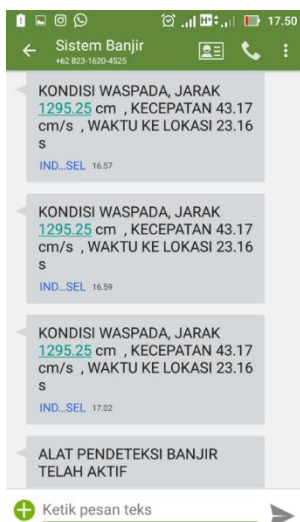 17.50
Sistem Banjir
+62 823-1620-4525
KONDISI WASPADA, JARAK
1295.25 cm , KECEPATAN 43.17
cm/s , WAKTU KE LOKASI 23.16
s
IND...SEL 16.57
KONDISI WASPADA, JARAK
1295.25 cm , KECEPATAN 43.17
cm/s , WAKTU KE LOKASI 23.16
s
IND...SEL 16.59
KONDISI WASPADA, JARAK
1295.25 cm , KECEPATAN 43.17
cm/s , WAKTU KE LOKASI 23.16
s
IND...SEL 17.02
ALAT PENDETEKSI BANJIR
TELAH AKTIF
Ketik pesan teks